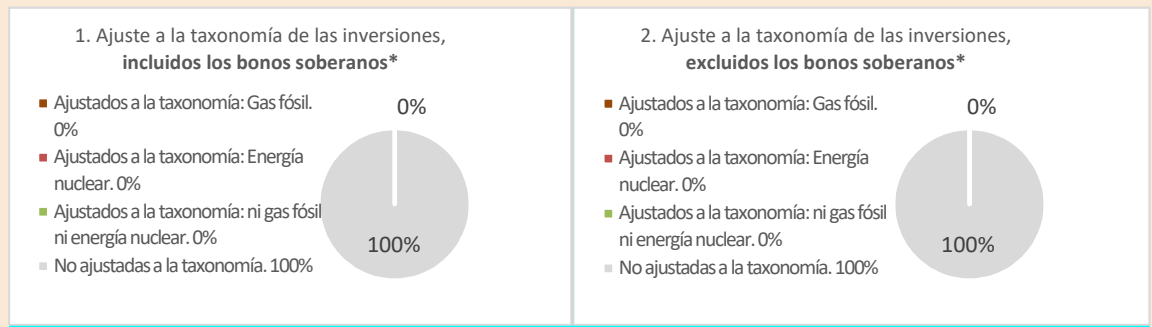 1. Ajuste a la taxonomía de las inversiones,
incluidos los bonos soberanos*
Ajustados a la taxonomía: Gas fósil.
0%
Ajustados a la taxonomía: Energía
nuclear. 0%
Ajustados a la taxonomía: ni gas fósil
ni energía nuclear. 0%
No ajustadas a la taxonomía. 100%
0%
100%
2. Ajuste a la taxonomía de las inversiones,
excluidos los bonos soberanos*
Ajustados a la taxonomía: Gas fósil.
0%
Ajustados a la taxonomía: Energía
nuclear. 0%
Ajustados a la taxonomía: ni gas fósil
ni energía nuclear. 0%
No ajustadas a la taxonomía. 100%
0%
100%